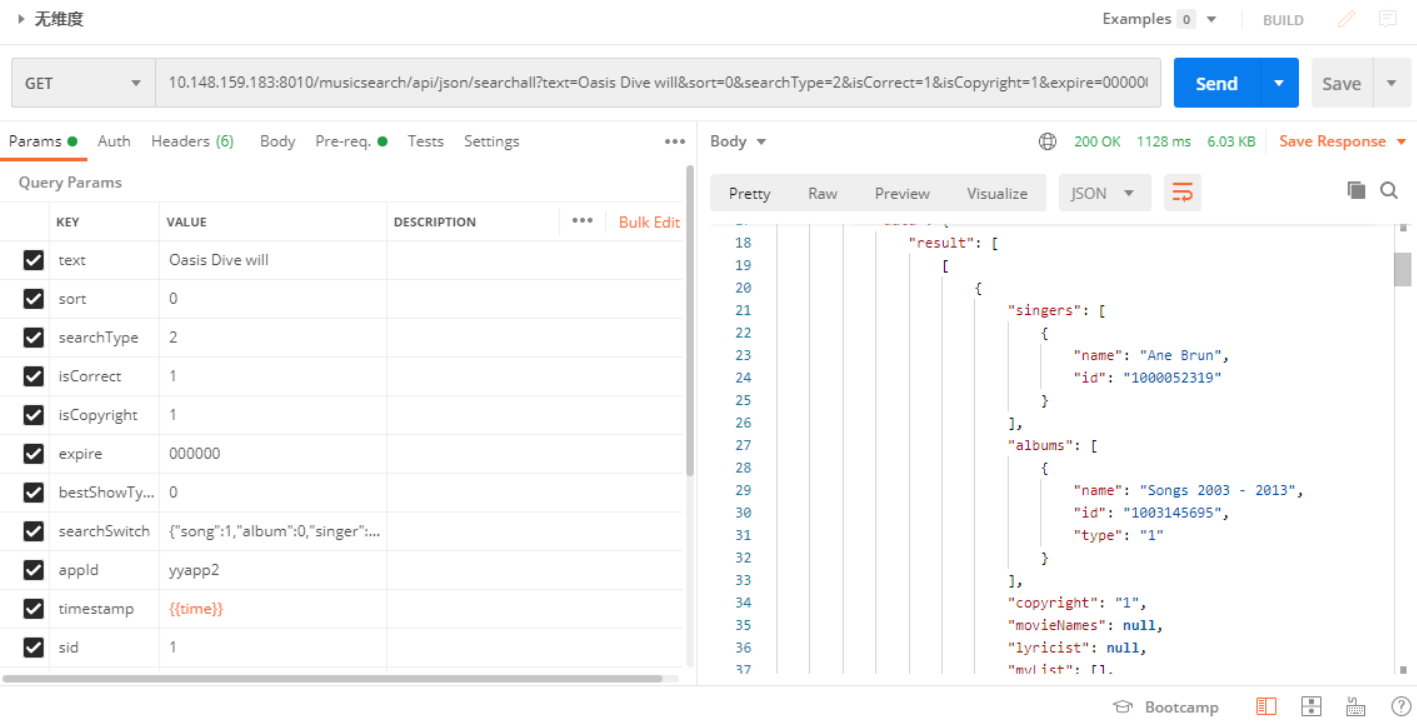 无维度
Examples 0
BUILD
GET
10.148.159.183:8010/musicsearch/api/json/searchall?text=Oasis Dive will&sort=0&searchType=2&isCorrect=1&isCopyright=1&expire=000000
Send
Save
Params
Auth
Headers (6)
Body
Pre-req.
Tests
Settings
Query Params
KEY VALUE DESCRIPTION ••• Bulk Edit
text Oasis Dive will
sort 0
searchType 2
isCorrect 1
isCopyright 1
expire 000000
bestShowTy... 0
searchSwitch {"song":1,"album":0,"singer":...
appId yyapp2
timestamp {{time}}
sid 1
Body
200 OK 1128 ms 6.03 KB Save Response
Pretty Raw Preview Visualize JSON
18 "result": [
19 [
20 {
21 "singers": [
22 {
23 "name": "Ane Brun",
24 "id": "1000052319"
25 }
26 ],
27 "albums": [
28 {
29 "name": "Songs 2003 - 2013",
30 "id": "1003145695",
31 "type": "1"
32 }
33 ],
34 "copyright": "1",
35 "movieNames": null,
36 "lyricist": null,
37 "myList": [],
Bootcamp